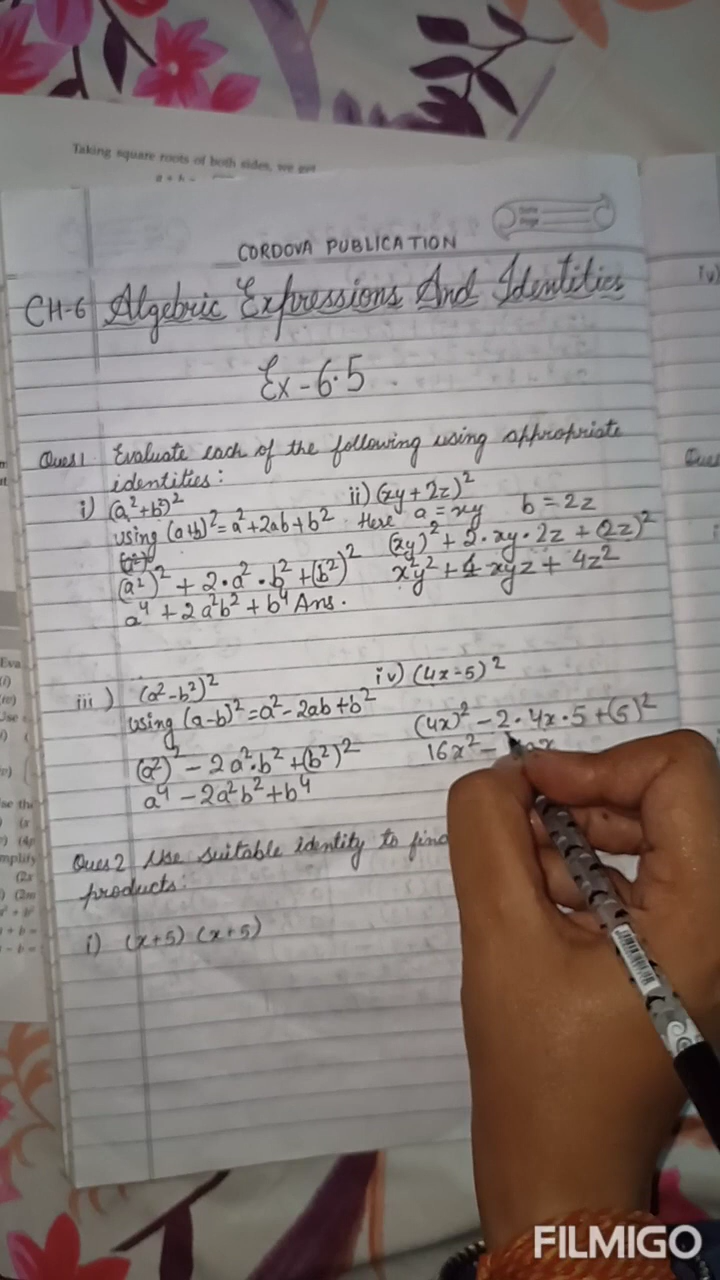 Taking square roots of both sides, we get
CORDOVA PUBLICATION
CH-6 Algebric Expressions And Identities
Ex-6.5
Ques 1 Evaluate each of the following using appropriate
identities:
i) (a²+b²)²
using (a+b)² = a²+2ab+b²
(a²)² + 2·a²·b² + (b²)²
a⁴ + 2a²b² + b⁴ Ans.
ii) (xy+2z)²
Here a = xy b = 2z
(xy)² + 2·xy·2z + (2z)²
x²y² + 4xyz + 4z²
iii) (a²-b²)²
using (a-b)² = a²-2ab+b²
(a²)² - 2a²·b² + (b²)²
a⁴ - 2a²b² + b⁴
iv) (4x-5)²
(4x)² - 2·4x·5 + (5)²
16x² -
Ques 2 Use suitable identity to find
products:
i) (x+5) (x+5)
FILMIGO